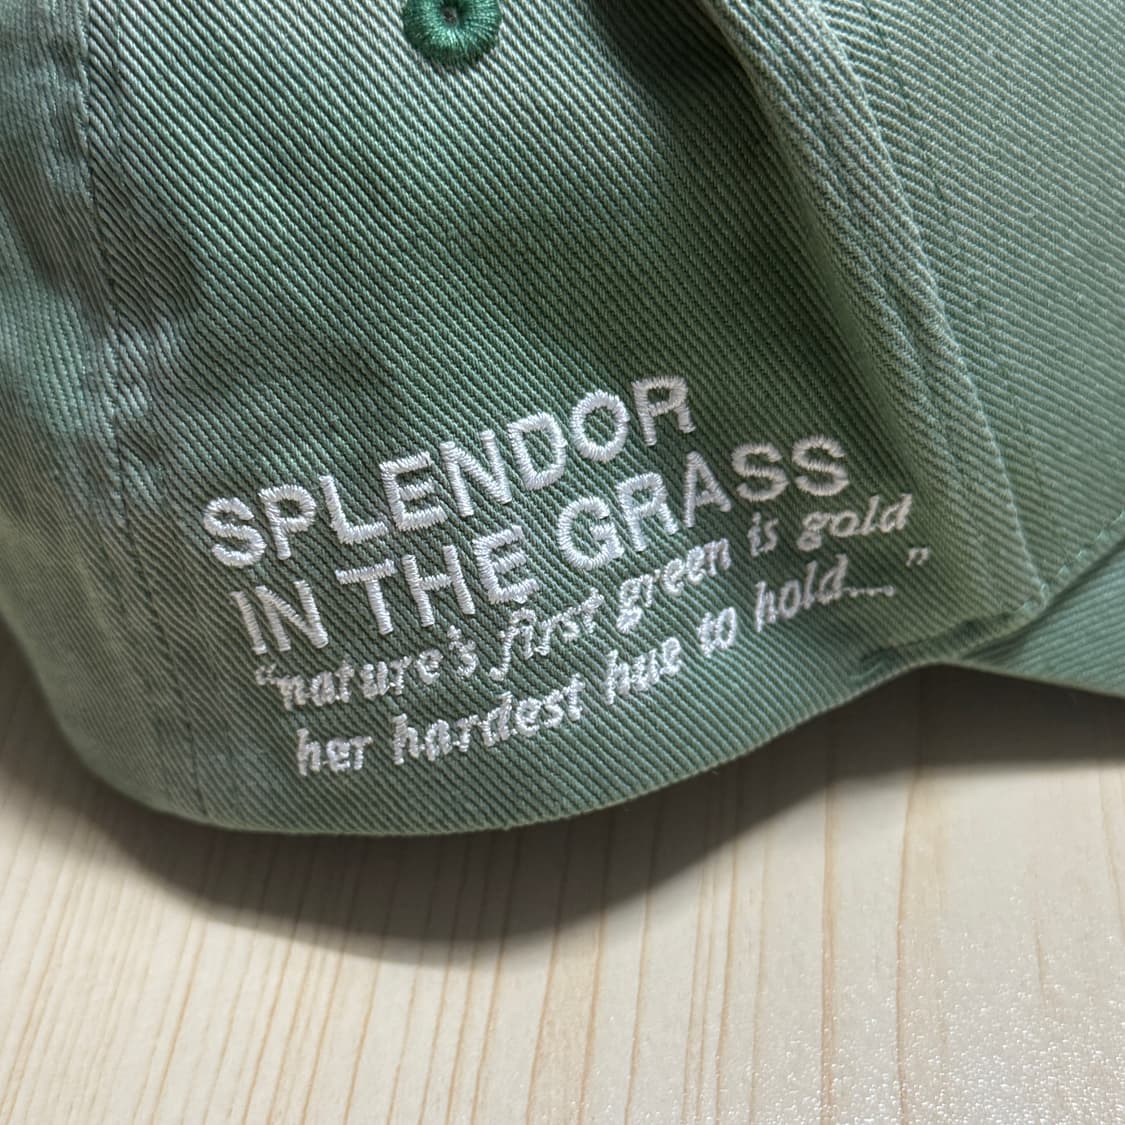 SPLENDOR
IN THE GRASS
“nature's first green is gold
her hardest hue to hold....”